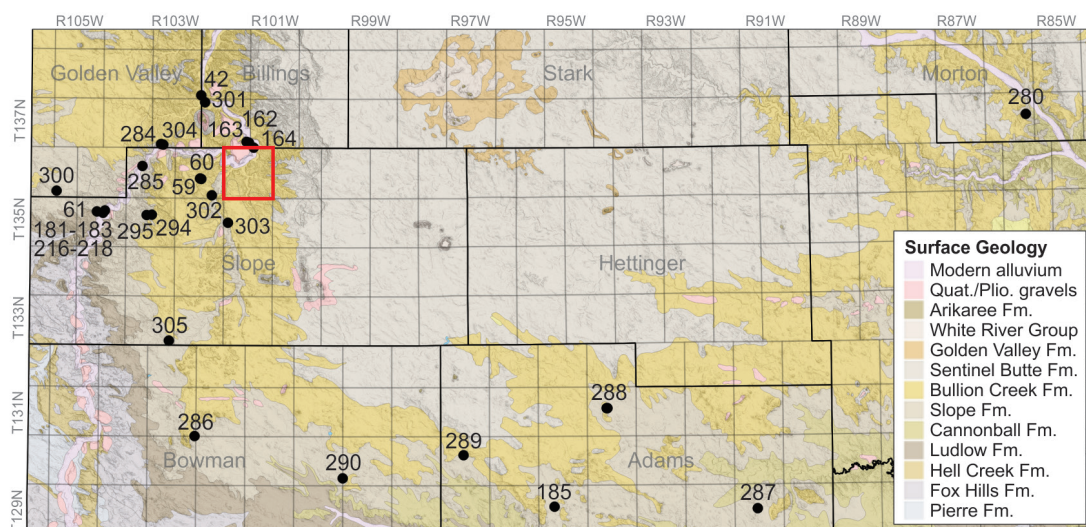 R105W R103W R101W R99W R97W R95W R93W R91W R89W R87W R85W
Golden Valley
Billings
Stark
Morton
T137N
42
301
162
280
284
304
163
164
60
300
285
59
T135N
61
302
181-183
295
294
303
216-218
Slope
Hettinger
T133N
305
T131N
288
286
289
Bowman
290
Adams
185
287
T129N
Surface Geology
Modern alluvium
Quat./Plio. gravels
Arikaree Fm.
White River Group
Golden Valley Fm.
Sentinel Butte Fm.
Bullion Creek Fm.
Slope Fm.
Cannonball Fm.
Ludlow Fm.
Hell Creek Fm.
Fox Hills Fm.
Pierre Fm.